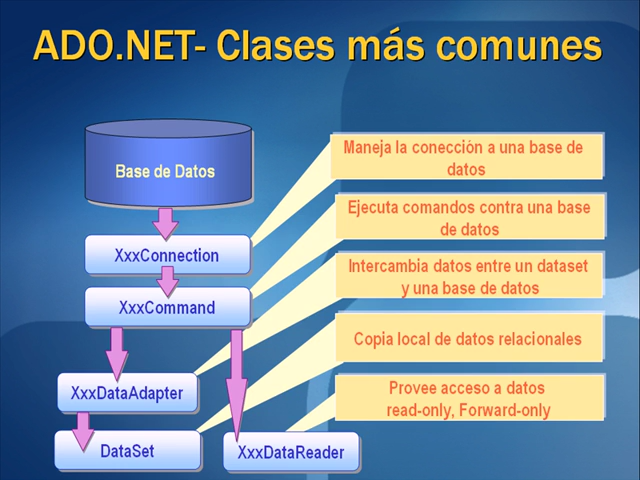 ADO.NET- Clases más comunes
Base de Datos
Maneja la conección a una base de
datos
Ejecuta comandos contra una base
de datos
XxxConnection
Intercambia datos entre un dataset
y una base de datos
XxxCommand
Copia local de datos relacionales
XxxDataAdapter
Provee acceso a datos
read-only, Forward-only
DataSet
XxxDataReader